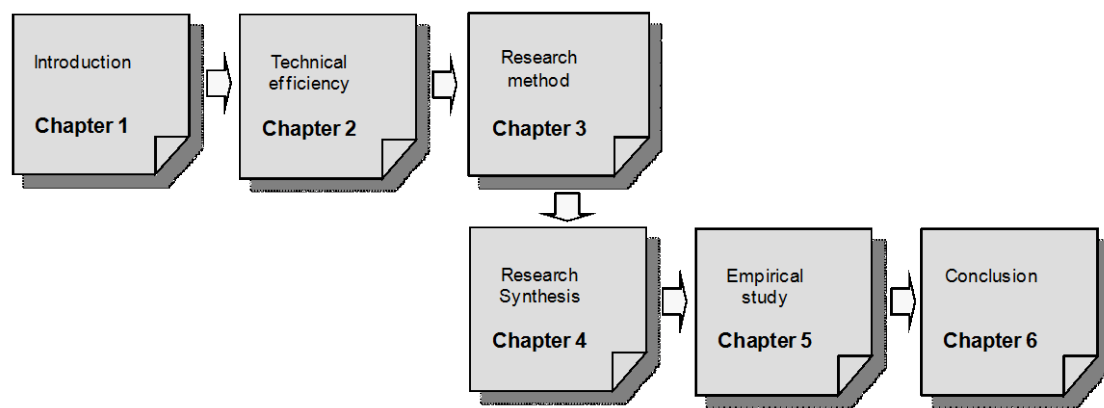 Introduction
Chapter 1
Technical
efficiency
Chapter 2
Research
method
Chapter 3
Research
Synthesis
Chapter 4
Empirical
study
Chapter 5
Conclusion
Chapter 6